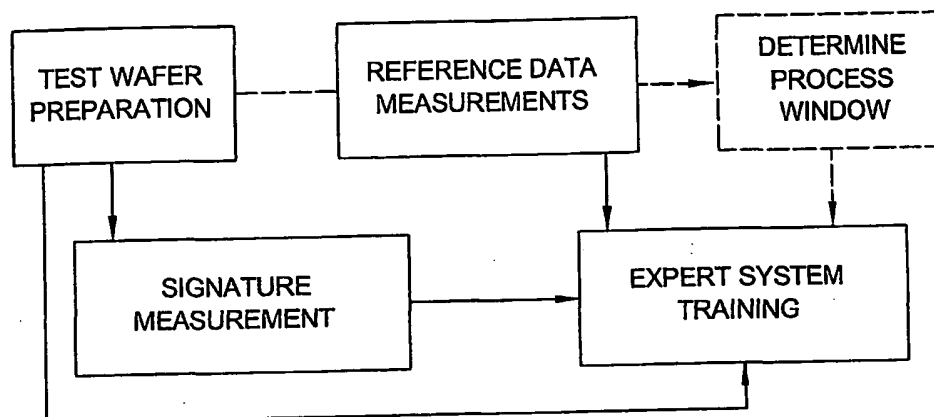 TEST WAFER
PREPARATION
REFERENCE DATA
MEASUREMENTS
DETERMINE
PROCESS
WINDOW
SIGNATURE
MEASUREMENT
EXPERT SYSTEM
TRAINING